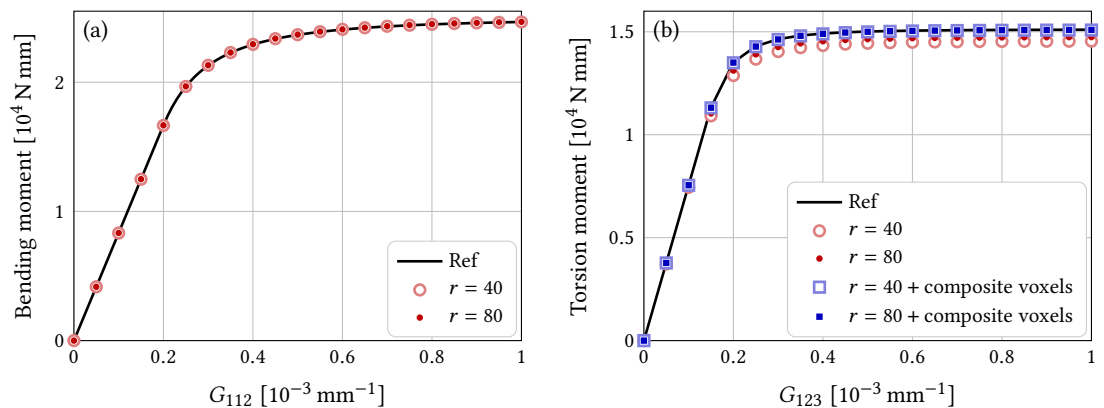 (a)
Bending moment [10⁴ N mm]
2
1
0
0
0.2
0.4
0.6
0.8
1
G₁₁₂ [10⁻³ mm⁻¹]
Ref
r = 40
r = 80
(b)
Torsion moment [10⁴ N mm]
1.5
1
0.5
0
0
0.2
0.4
0.6
0.8
1
G₁₂₃ [10⁻³ mm⁻¹]
Ref
r = 40
r = 80
r = 40 + composite voxels
r = 80 + composite voxels